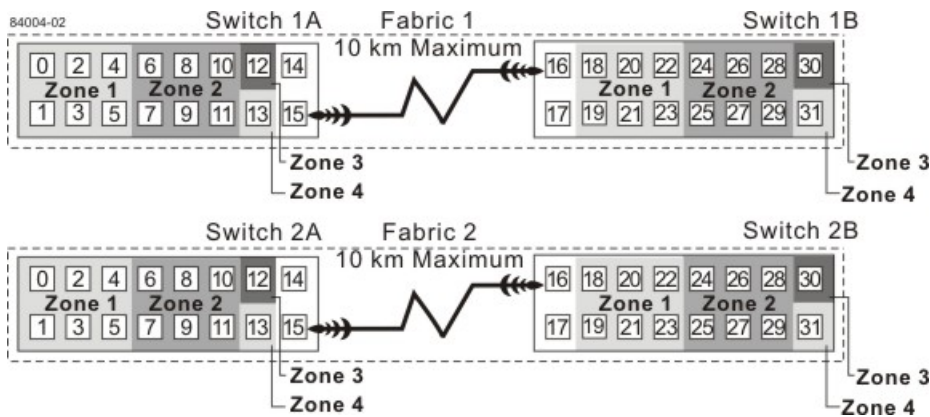 84004-02
Switch 1A Fabric 1 Switch 1B
10 km Maximum
0 2 4 6 8 10 12 14 16 18 20 22 24 26 28 30
Zone 1 Zone 2 Zone 1 Zone 2
1 3 5 7 9 11 13 15 17 19 21 23 25 27 29 31
Zone 3 Zone 3
Zone 4 Zone 4
Switch 2A Fabric 2 Switch 2B
10 km Maximum
0 2 4 6 8 10 12 14 16 18 20 22 24 26 28 30
Zone 1 Zone 2 Zone 1 Zone 2
1 3 5 7 9 11 13 15 17 19 21 23 25 27 29 31
Zone 3 Zone 3
Zone 4 Zone 4